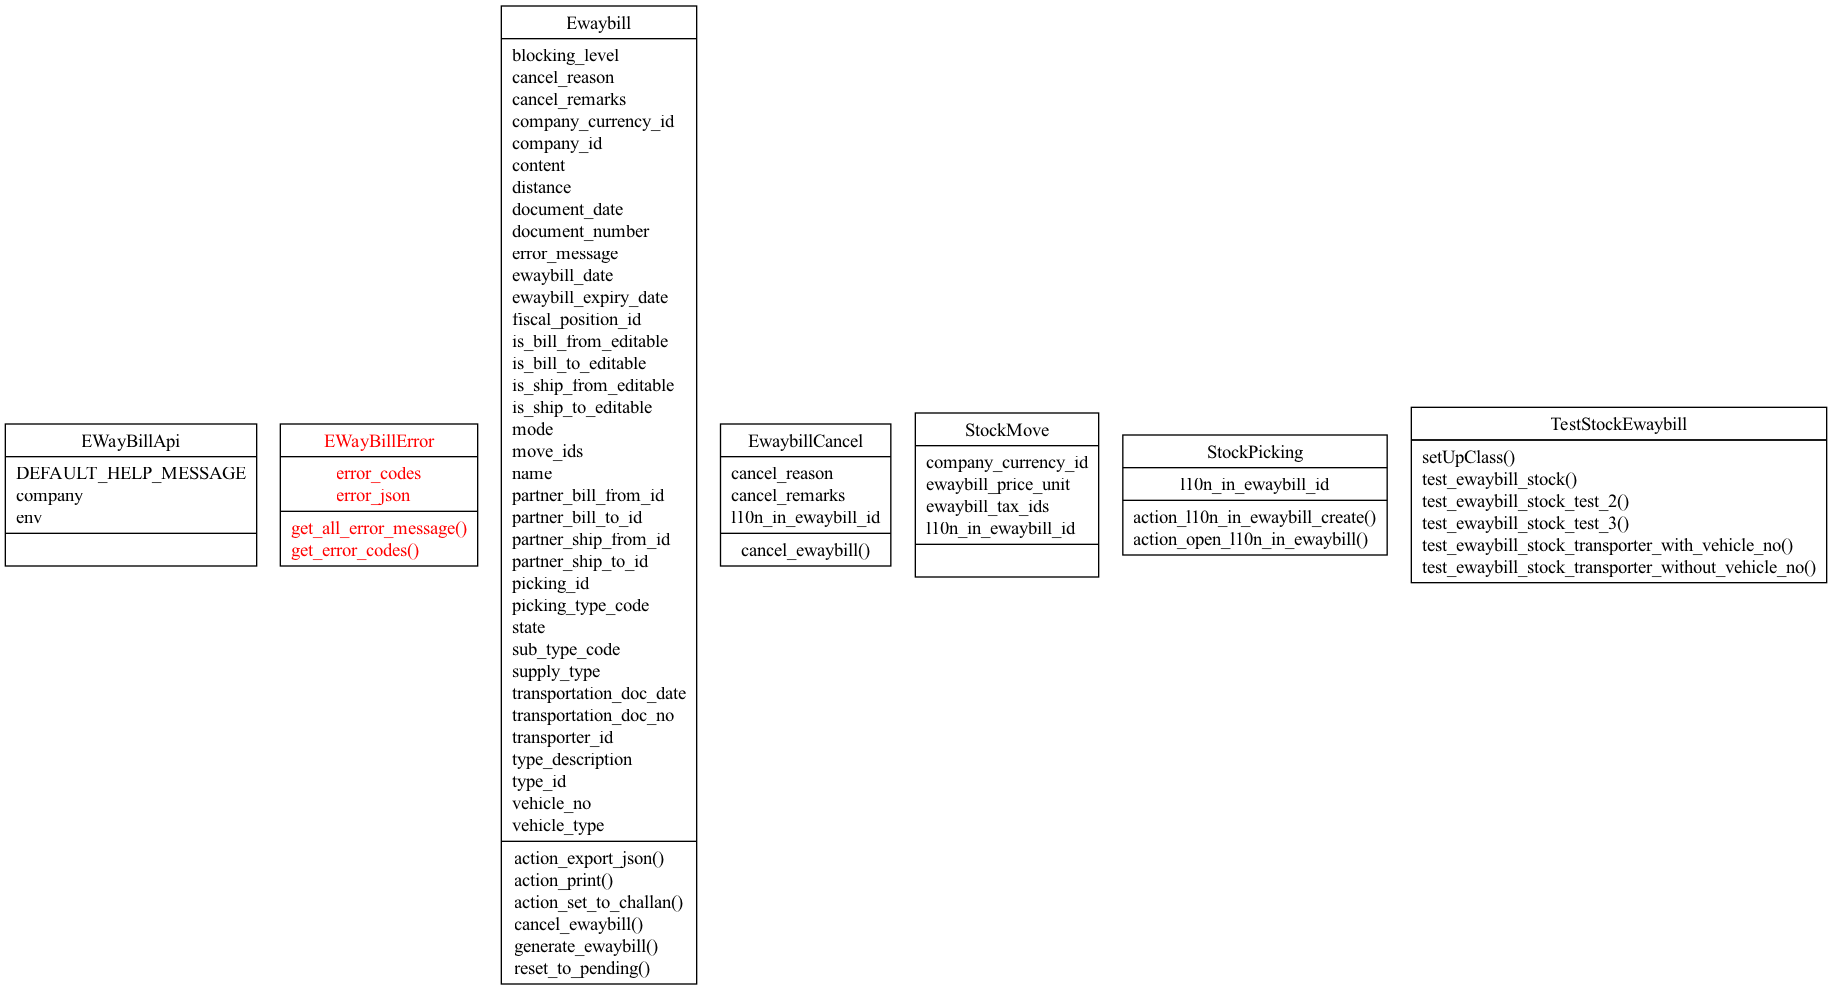 EWayBillApi
DEFAULT_HELP_MESSAGE
company
env
EWayBillError
error_codes
error_json
get_all_error_message()
get_error_codes()
Ewaybill
blocking_level
cancel_reason
cancel_remarks
company_currency_id
company_id
content
distance
document_date
document_number
error_message
ewaybill_date
ewaybill_expiry_date
fiscal_position_id
is_bill_from_editable
is_bill_to_editable
is_ship_from_editable
is_ship_to_editable
mode
move_ids
name
partner_bill_from_id
partner_bill_to_id
partner_ship_from_id
partner_ship_to_id
picking_id
picking_type_code
state
sub_type_code
supply_type
transportation_doc_date
transportation_doc_no
transporter_id
type_description
type_id
vehicle_no
vehicle_type
action_export_json()
action_print()
action_set_to_challan()
cancel_ewaybill()
generate_ewaybill()
reset_to_pending()
EwaybillCancel
cancel_reason
cancel_remarks
l10n_in_ewaybill_id
cancel_ewaybill()
StockMove
company_currency_id
ewaybill_price_unit
ewaybill_tax_ids
l10n_in_ewaybill_id
StockPicking
l10n_in_ewaybill_id
action_l10n_in_ewaybill_create()
action_open_l10n_in_ewaybill()
TestStockEwaybill
setUpClass()
test_ewaybill_stock()
test_ewaybill_stock_test_2()
test_ewaybill_stock_test_3()
test_ewaybill_stock_transporter_with_vehicle_no()
test_ewaybill_stock_transporter_without_vehicle_no()